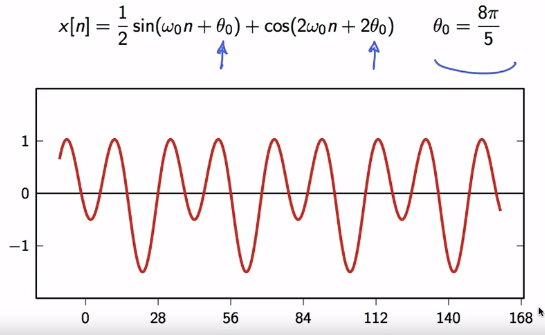 x[n] = 1/2 sin(ω₀n + θ₀) + cos(2ω₀n + 2θ₀) θ₀ = 8π/5
1
0
−1
0 28 56 84 112 140 168